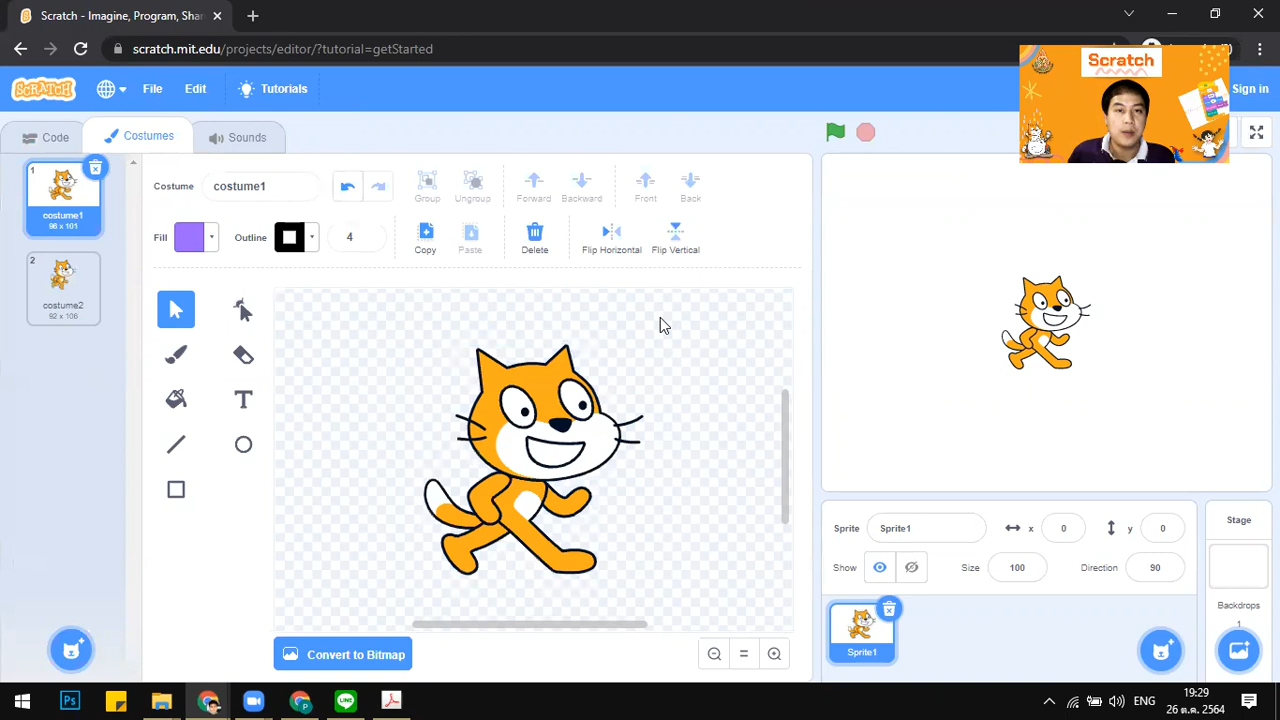 Scratch - Imagine, Program, Shar
scratch.mit.edu/projects/editor/?tutorial=getStarted
SCRATCH
File
Edit
Tutorials
Scratch
Sign in
Code
Costumes
Sounds
1
costume1
96 x 101
2
costume2
92 x 106
Costume
costume1
Group
Ungroup
Forward
Backward
Front
Back
Fill
Outline
4
Copy
Paste
Delete
Flip Horizontal
Flip Vertical
T
Convert to Bitmap
Sprite
Sprite1
x
0
y
0
Show
Size
100
Direction
90
Sprite1
Stage
Backdrops
1
Ps
LINE
P
ENG
19:29
26 ต.ค. 2564